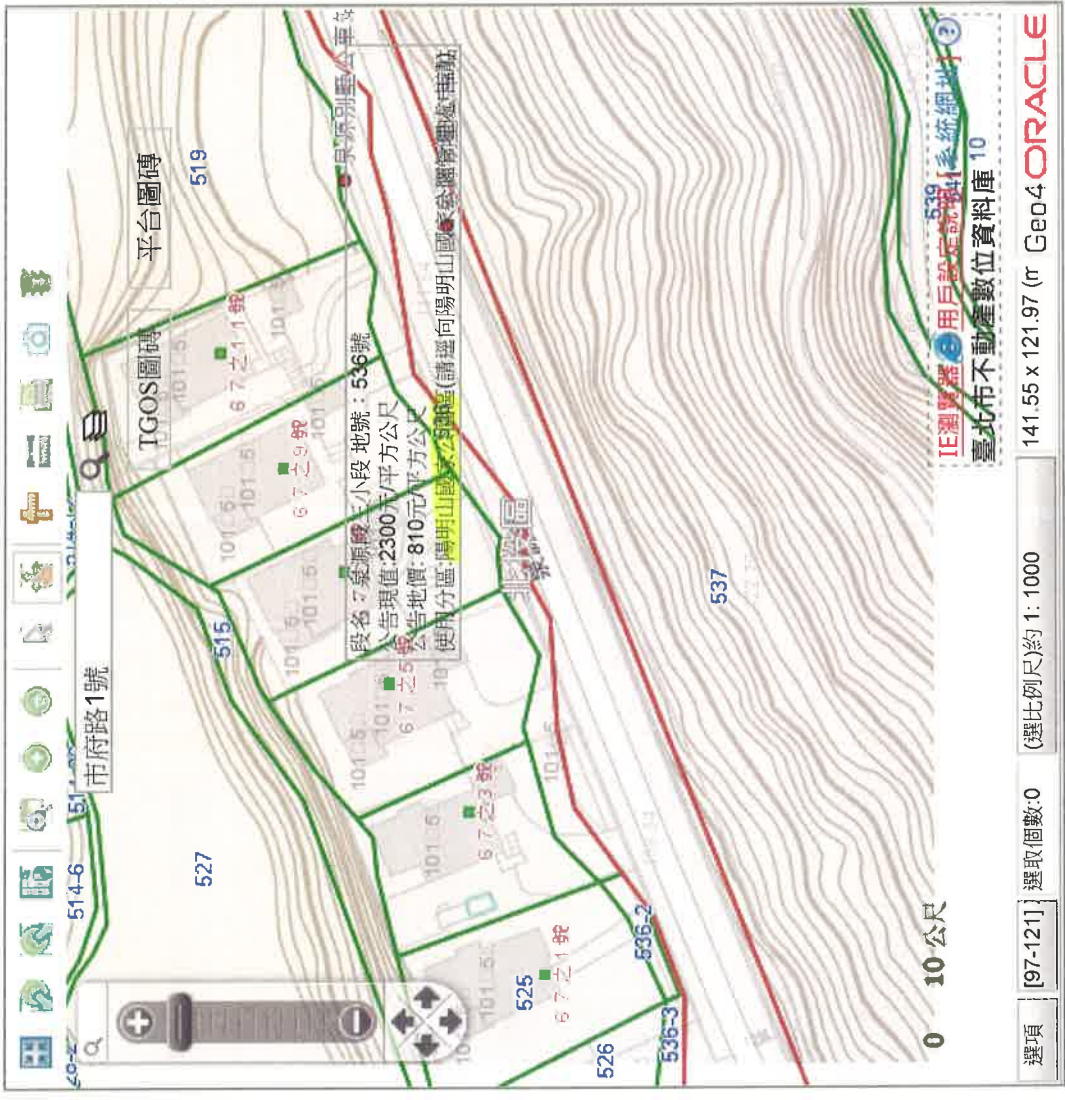 市府路1號
514-6
527
515
519
TGOS圖磚
平台圖磚
67之11號
67之9號
67之5號
67之3號
67之1號
段名:泉源段三小段 地號:536號
公告現值:2300元/平方公尺
公告地價:810元/平方公尺
使用分區:陽明山國家公園區(請逕向陽明山國家公園管理處申請
525
526
536-2
536-3
537
539
IE瀏覽器 用戶設定說明 [系統網址]
臺北市不動產數位資料庫 10
0 10 公尺
選項 [97-121] 選取個數:0 (選比例尺)約 1: 1000 141.55 x 121.97 (m Geo4 ORACLE